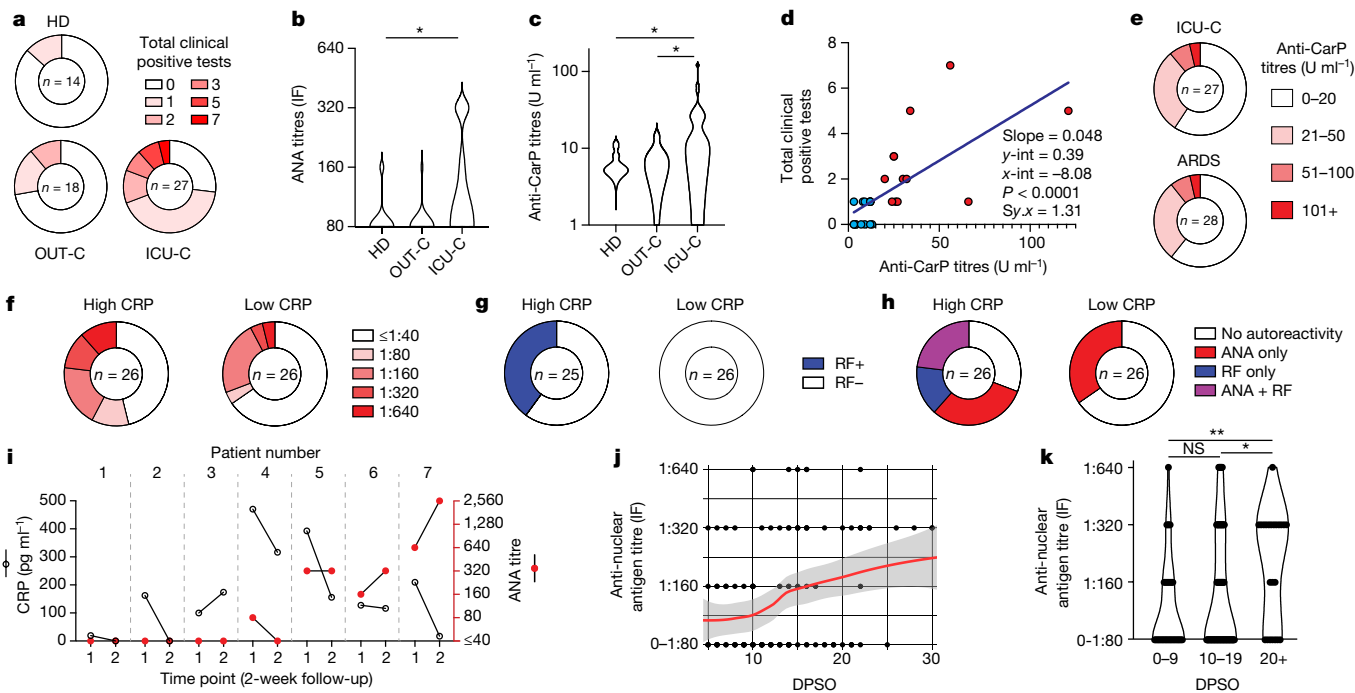 a
HD
n = 14
Total clinical
positive tests
0 3
1 5
2 7
n = 18
n = 27
OUT-C ICU-C
b
*
ANA titres (IF)
640
320
160
80
HD OUT-C ICU-C
c
*
*
Anti-CarP titres (U ml−1)
100
10
1
HD OUT-C ICU-C
d
Total clinical
positive tests
8
6
4
2
0
0 50 100
Anti-CarP titres (U ml−1)
Slope = 0.048
y-int = 0.39
x-int = −8.08
P < 0.0001
Sy.x = 1.31
e
ICU-C
n = 27
ARDS
n = 28
Anti-CarP
titres (U ml−1)
0–20
21–50
51–100
101+
f
High CRP Low CRP
n = 26 n = 26
≤1:40
1:80
1:160
1:320
1:640
g
High CRP Low CRP
n = 25 n = 26
RF+
RF−
h
High CRP Low CRP
n = 26 n = 26
No autoreactivity
ANA only
RF only
ANA + RF
i
Patient number
1 2 3 4 5 6 7
CRP (pg ml−1)
500
400
300
200
100
0
2,560
1,280
640
320
160
80
≤40
ANA titre
1 2 1 2 1 2 1 2 1 2 1 2 1 2
Time point (2-week follow-up)
j
Anti-nuclear
antigen titre (IF)
1:640
1:320
1:160
0–1:80
10 20 30
DPSO
k
**
NS *
Anti-nuclear
antigen titre (IF)
1:640
1:320
1:160
0–1:80
0–9 10–19 20+
DPSO